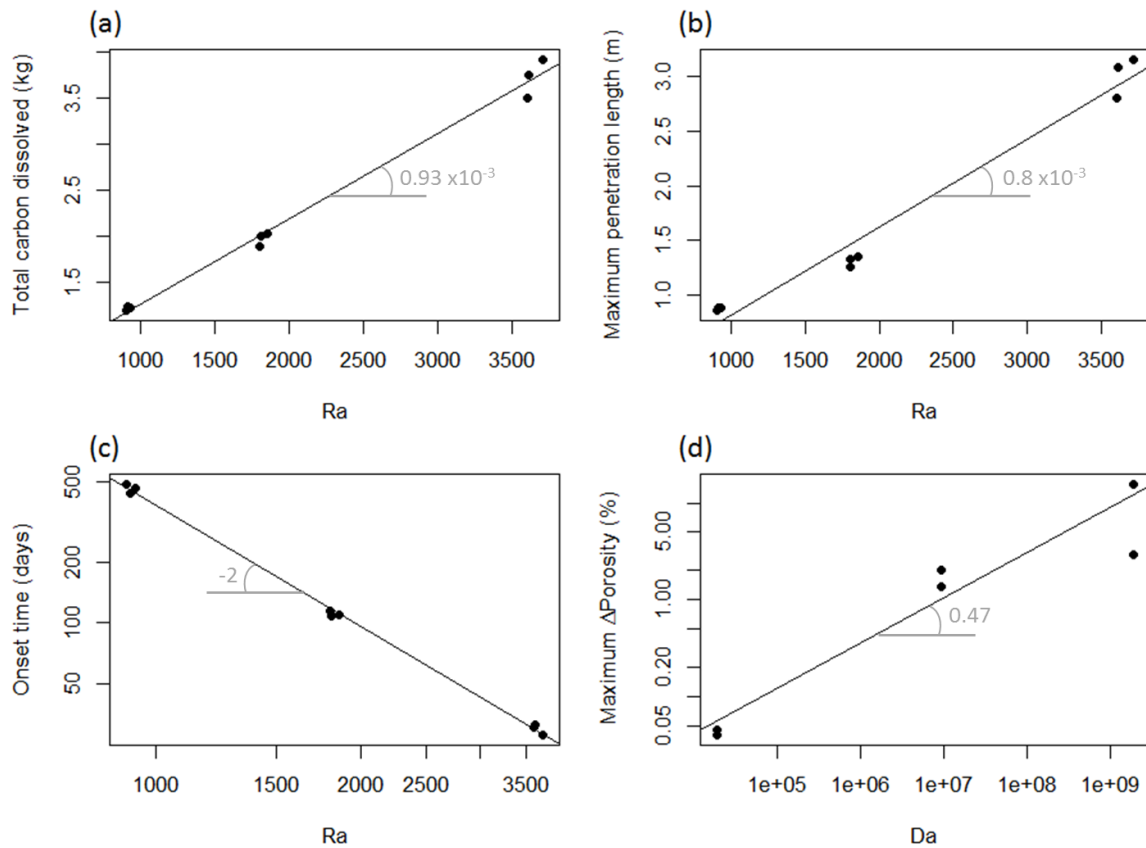 (a)
Total carbon dissolved (kg)
3.5
2.5
1.5
0.93 x10⁻³
1000 1500 2000 2500 3000 3500
Ra
(b)
Maximum penetration length (m)
3.0
2.5
2.0
1.5
1.0
0.8 x10⁻³
1000 1500 2000 2500 3000 3500
Ra
(c)
Onset time (days)
500
200
100
50
-2
1000 1500 2000 3500
Ra
(d)
Maximum ΔPorosity (%)
5.00
1.00
0.20
0.05
0.47
1e+05 1e+06 1e+07 1e+08 1e+09
Da